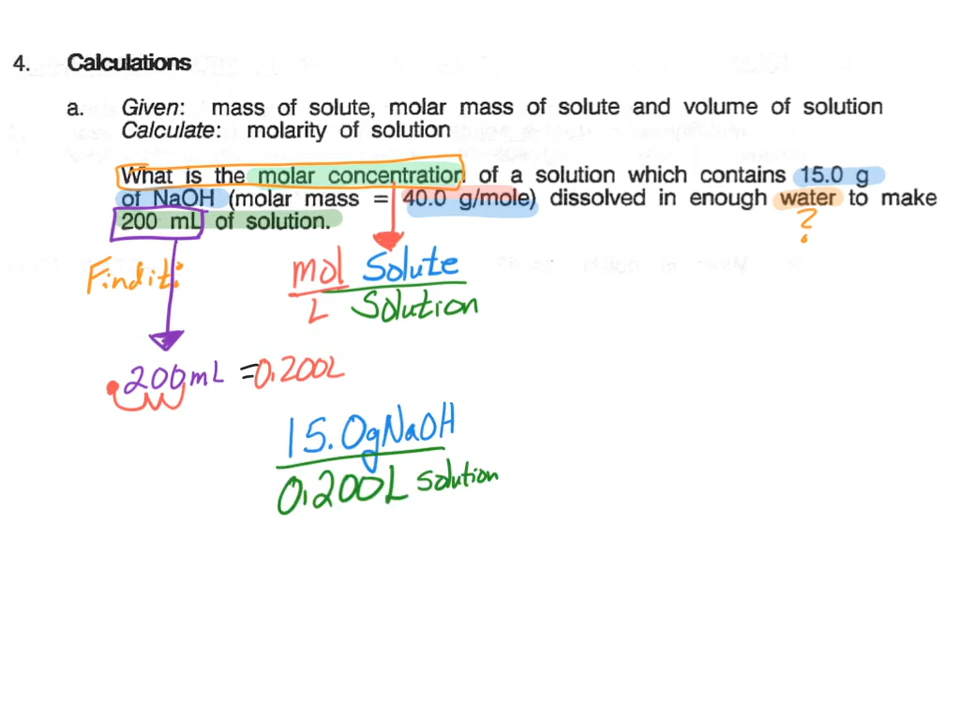 4. Calculations
a. Given: mass of solute, molar mass of solute and volume of solution
Calculate: molarity of solution
What is the molar concentration of a solution which contains 15.0 g
of NaOH (molar mass = 40.0 g/mole) dissolved in enough water to make
200 mL of solution.
?
Find it:
mol Solute
L Solution
200mL = 0.200L
15.0g NaOH
0.200L solution